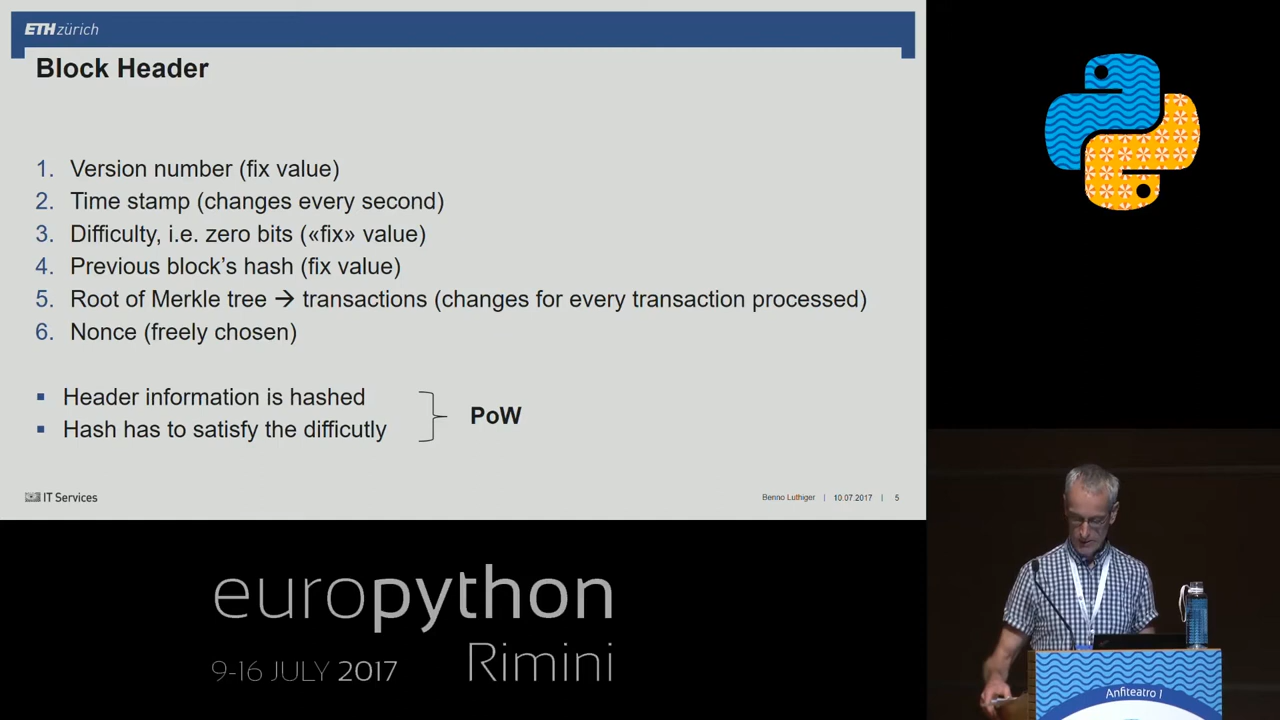 ETH zürich
Block Header
1. Version number (fix value)
2. Time stamp (changes every second)
3. Difficulty, i.e. zero bits («fix» value)
4. Previous block's hash (fix value)
5. Root of Merkle tree → transactions (changes for every transaction processed)
6. Nonce (freely chosen)
▪ Header information is hashed
▪ Hash has to satisfy the difficutly
PoW
IT Services
Benno Luthiger | 10.07.2017 | 5
europython
9-16 JULY 2017 Rimini
Anfiteatro 1